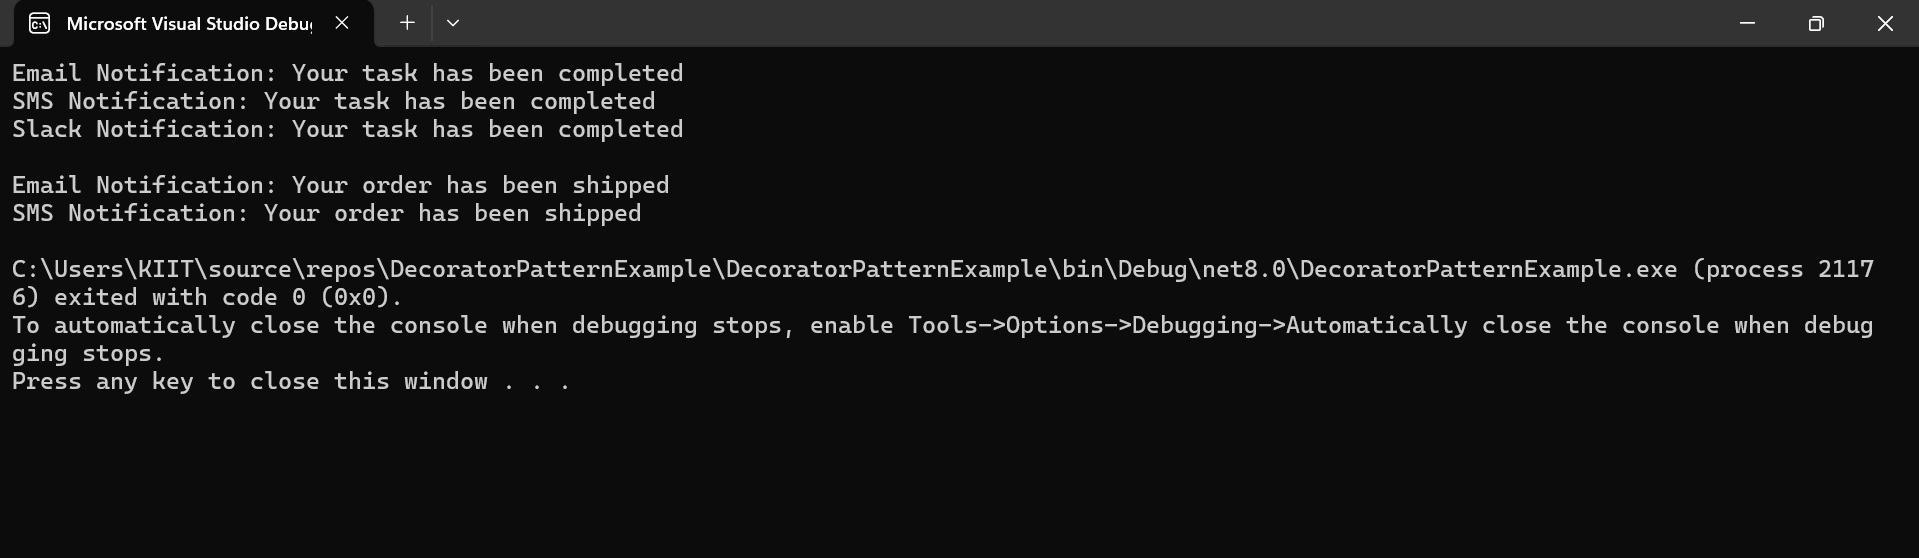 Microsoft Visual Studio Debu
Email Notification: Your task has been completed
SMS Notification: Your task has been completed
Slack Notification: Your task has been completed
Email Notification: Your order has been shipped
SMS Notification: Your order has been shipped
C:\Users\KIIT\source\repos\DecoratorPatternExample\DecoratorPatternExample\bin\Debug\net8.0\DecoratorPatternExample.exe (process 2117
6) exited with code 0 (0x0).
To automatically close the console when debugging stops, enable Tools->Options->Debugging->Automatically close the console when debug
ging stops.
Press any key to close this window . . .